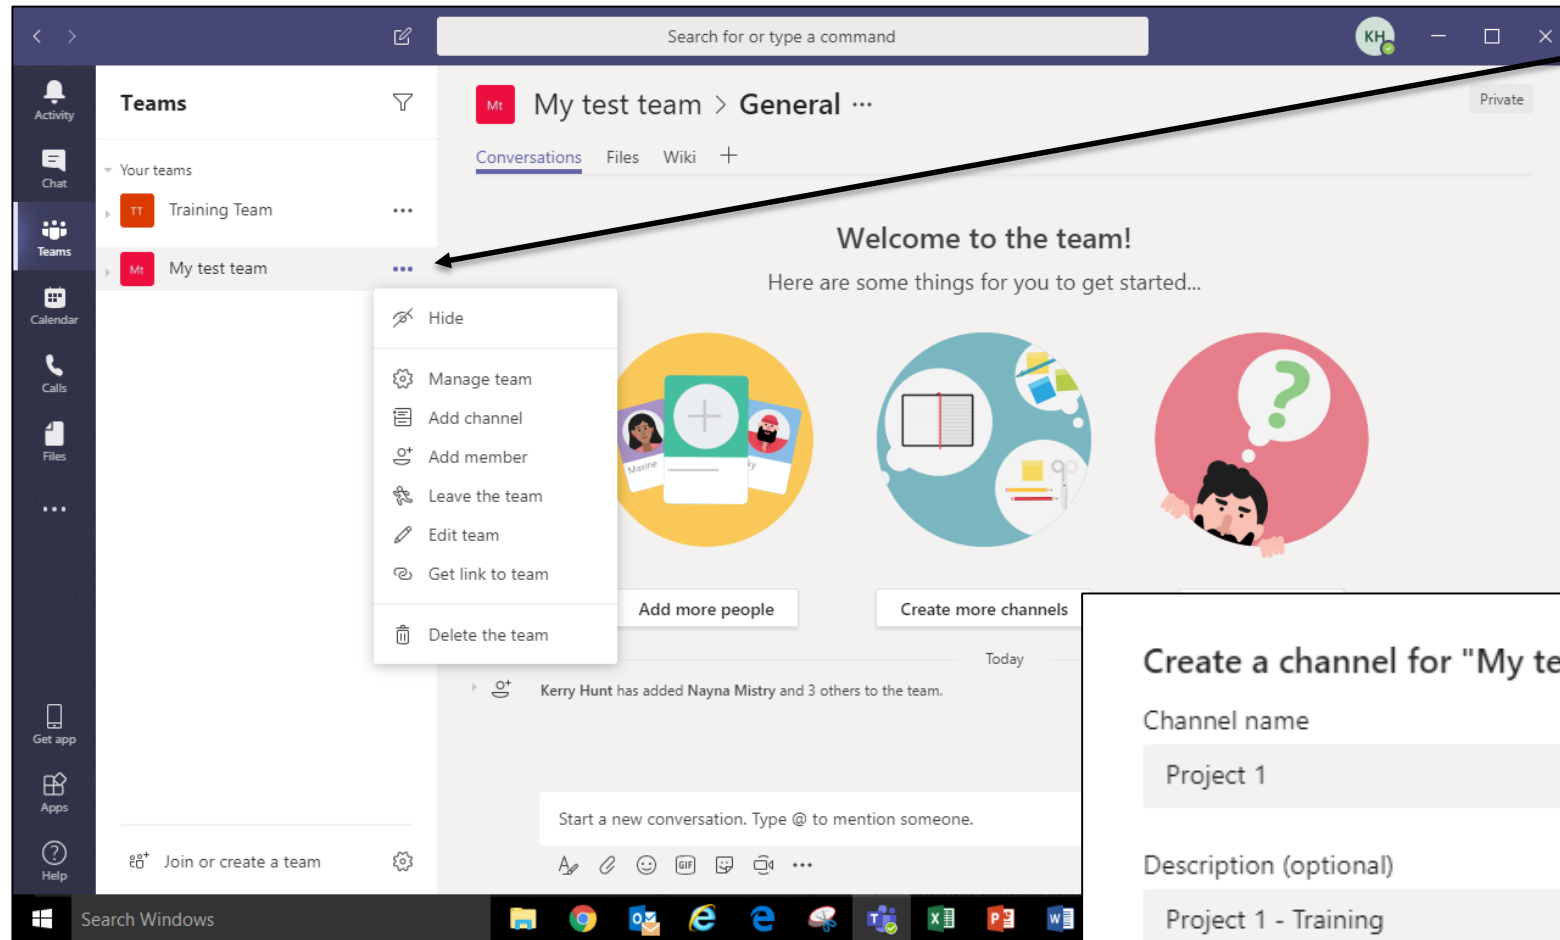 Search for or type a command
KH
Activity
Chat
Teams
Calendar
Calls
Files
Get app
Apps
Help
Teams
Your teams
TT Training Team
Mt My test team
Hide
Manage team
Add channel
Add member
Leave the team
Edit team
Get link to team
Delete the team
Join or create a team
Mt My test team > General
Private
Conversations Files Wiki
Welcome to the team!
Here are some things for you to get started...
Maxine
?
Add more people
Create more channels
Today
Kerry Hunt has added Nayna Mistry and 3 others to the team.
Start a new conversation. Type @ to mention someone.
GIF
Create a channel for "My te
Channel name
Project 1
Description (optional)
Project 1 - Training
Search Windows